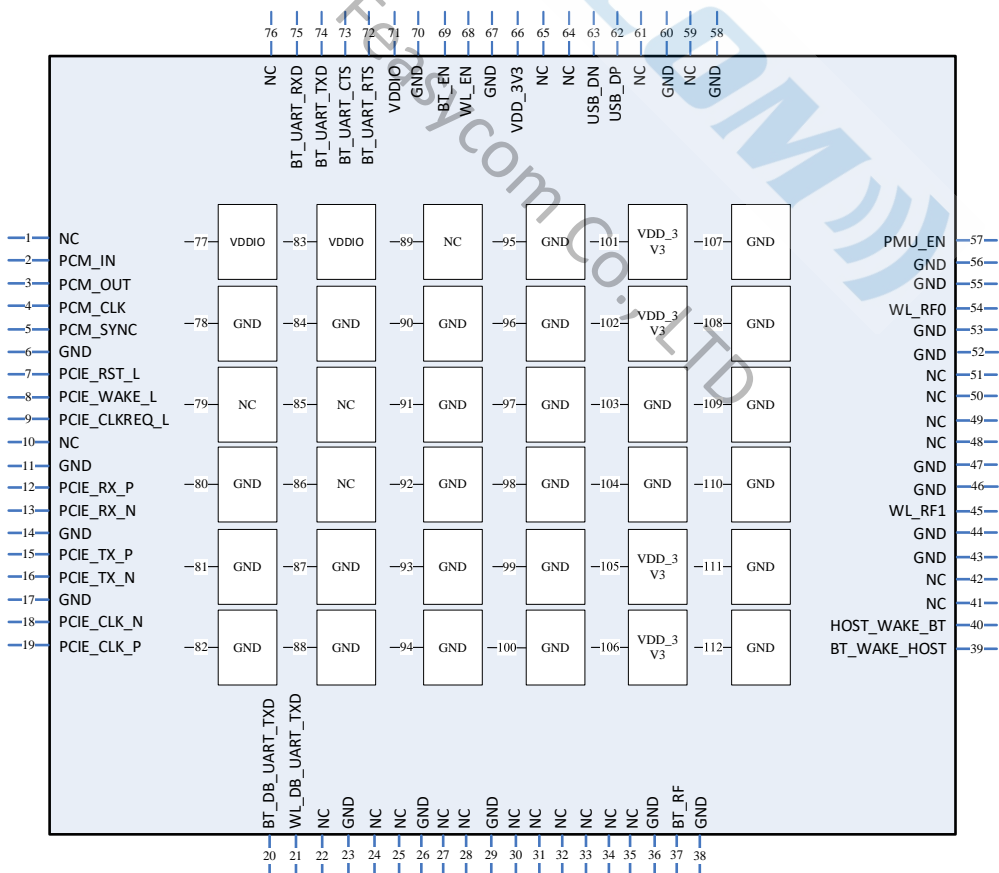 76 75 74 73 72 71 70 69 68 67 66 65 64 63 62 61 60 59 58
NC BT_UART_RXD BT_UART_TXD BT_UART_CTS BT_UART_RTS VDDIO GND BT_EN WL_EN GND VDD_3V3 NC NC USB_DN USB_DP NC GND NC GND
1 NC
2 PCM_IN
3 PCM_OUT
4 PCM_CLK
5 PCM_SYNC
6 GND
7 PCIE_RST_L
8 PCIE_WAKE_L
9 PCIE_CLKREQ_L
10 NC
11 GND
12 PCIE_RX_P
13 PCIE_RX_N
14 GND
15 PCIE_TX_P
16 PCIE_TX_N
17 GND
18 PCIE_CLK_N
19 PCIE_CLK_P
77 VDDIO 83 VDDIO 89 NC 95 GND 101 VDD_3
V3
107 GND
78 GND 84 GND 90 GND 96 GND 102 VDD_3
V3
108 GND
79 NC 85 NC 91 GND 97 GND 103 GND 109 GND
80 GND 86 NC 92 GND 98 GND 104 GND 110 GND
81 GND 87 GND 93 GND 99 GND 105 VDD_3
V3
111 GND
82 GND 88 GND 94 GND 100 GND 106 VDD_3
V3
112 GND
PMU_EN 57
GND 56
GND 55
WL_RF0 54
GND 53
GND 52
NC 51
NC 50
NC 49
NC 48
GND 47
GND 46
WL_RF1 45
GND 44
GND 43
NC 42
NC 41
HOST_WAKE_BT 40
BT_WAKE_HOST 39
BT_DB_UART_TXD WL_DB_UART_TXD NC GND NC NC GND NC NC GND NC NC NC NC NC NC GND BT_RF GND
20 21 22 23 24 25 26 27 28 29 30 31 32 33 34 35 36 37 38
Feasycom Co., LTD